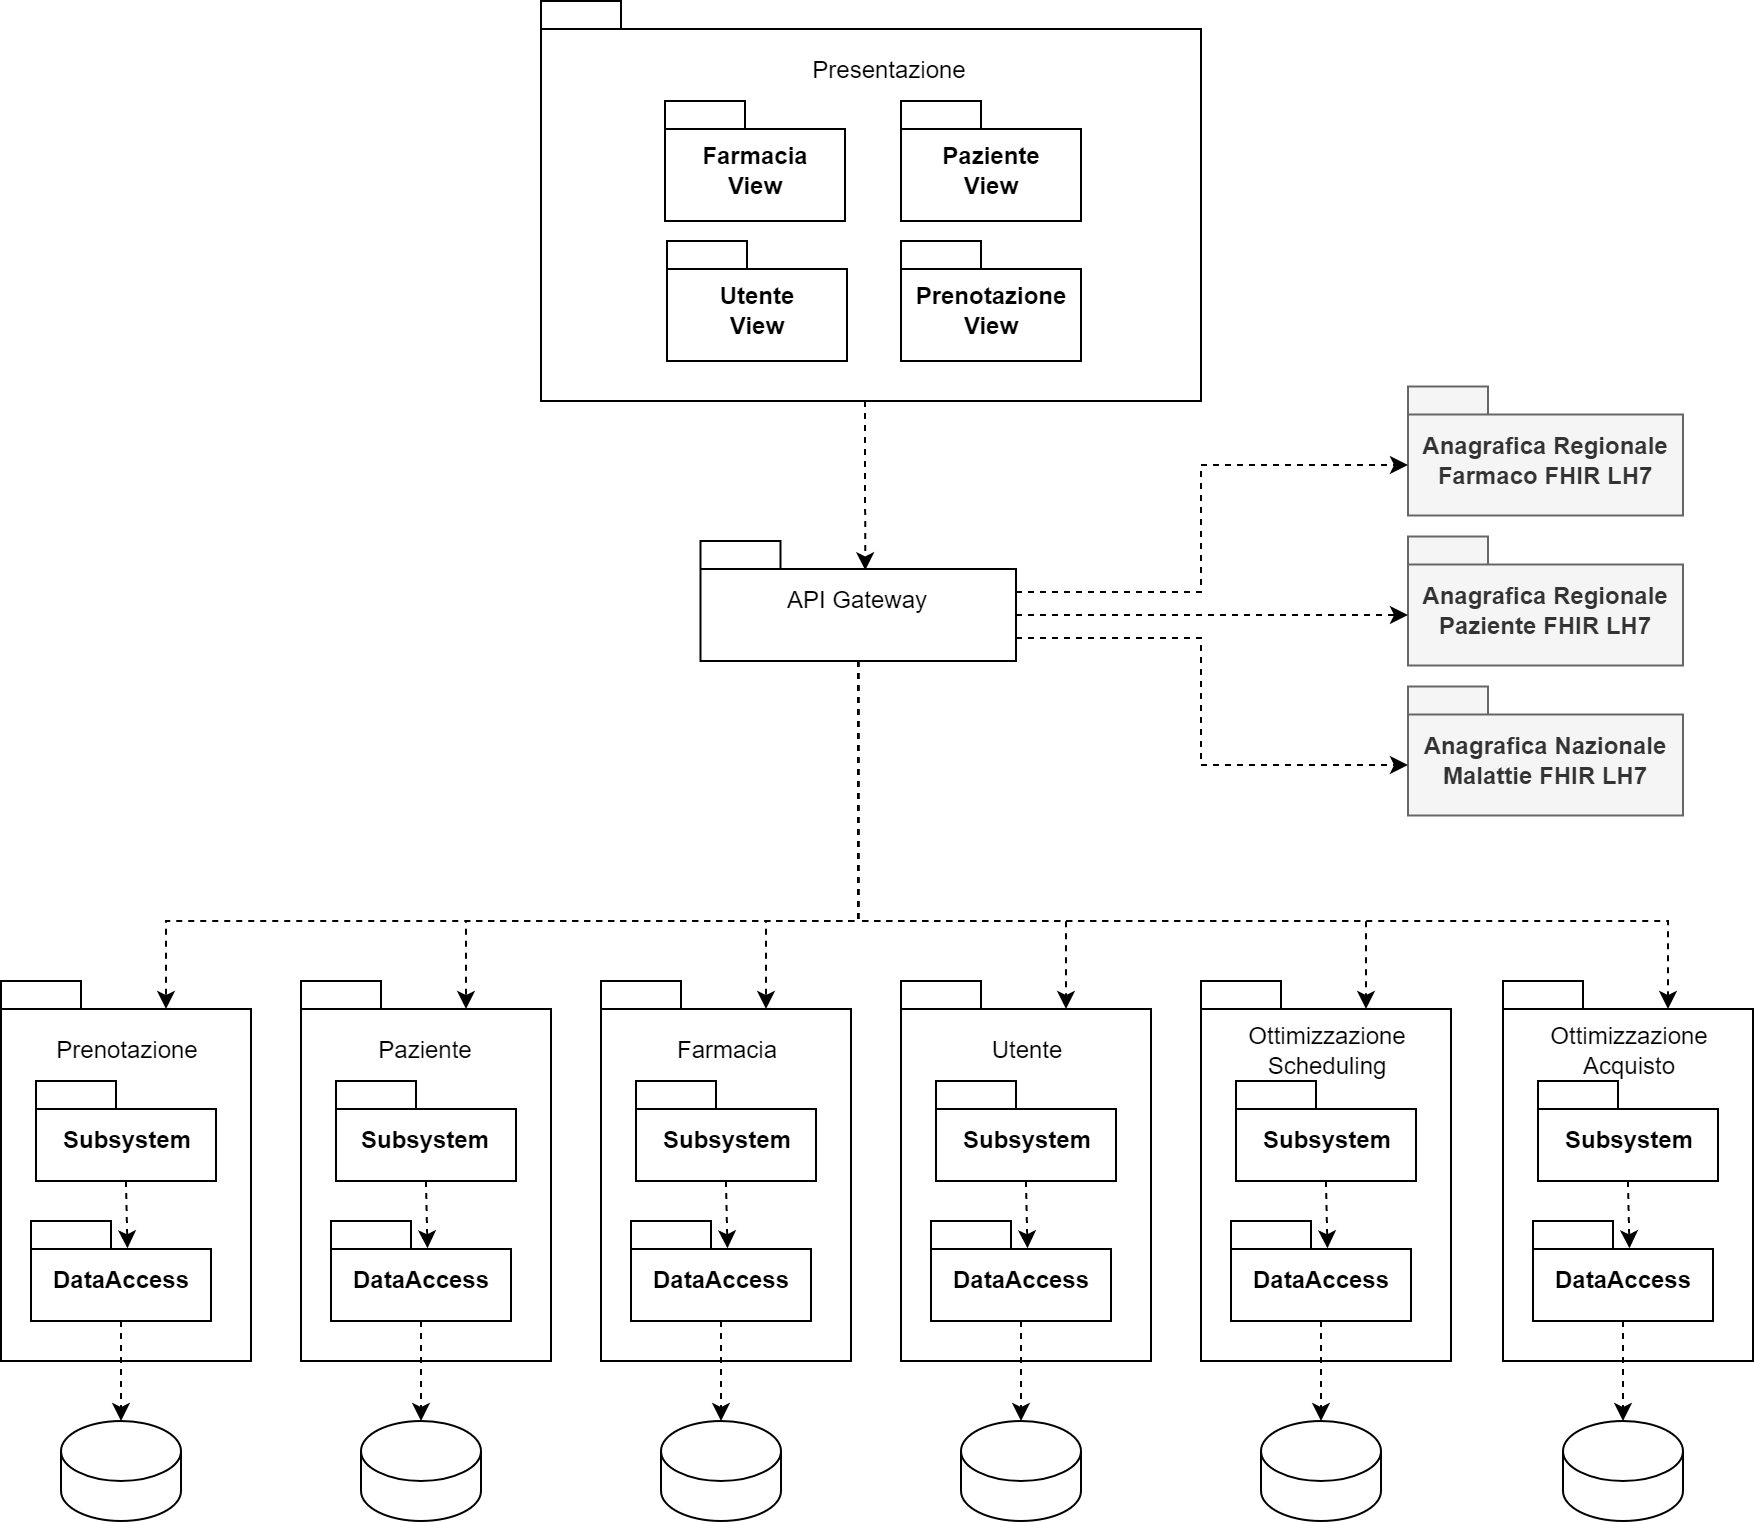 Presentazione
Farmacia
View
Paziente
View
Utente
View
Prenotazione
View
Anagrafica Regionale
Farmaco FHIR LH7
API Gateway
Anagrafica Regionale
Paziente FHIR LH7
Anagrafica Nazionale
Malattie FHIR LH7
Prenotazione
Subsystem
DataAccess
Paziente
Subsystem
DataAccess
Farmacia
Subsystem
DataAccess
Utente
Subsystem
DataAccess
Ottimizzazione
Scheduling
Subsystem
DataAccess
Ottimizzazione
Acquisto
Subsystem
DataAccess